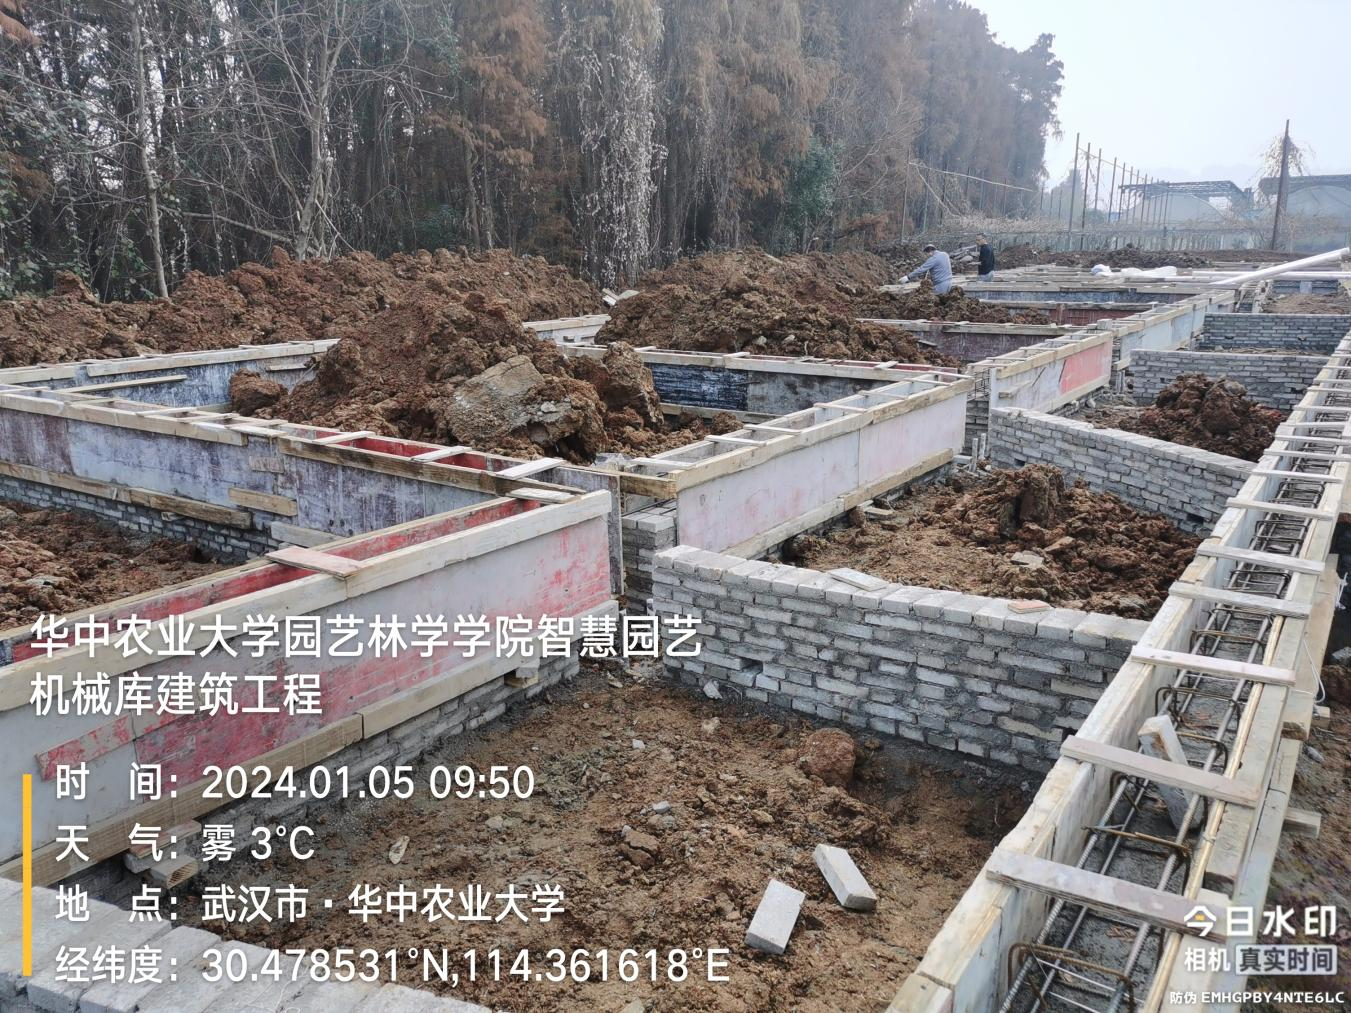 华中农业大学园艺林学学院智慧园艺
机械库建筑工程
时 间：2024.01.05 09:50
天 气：雾 3℃
地 点：武汉市·华中农业大学
经纬度：30.478531°N,114.361618°E
今日水印
相机 真实时间
防伪 EMHGPBY4NTE6LC